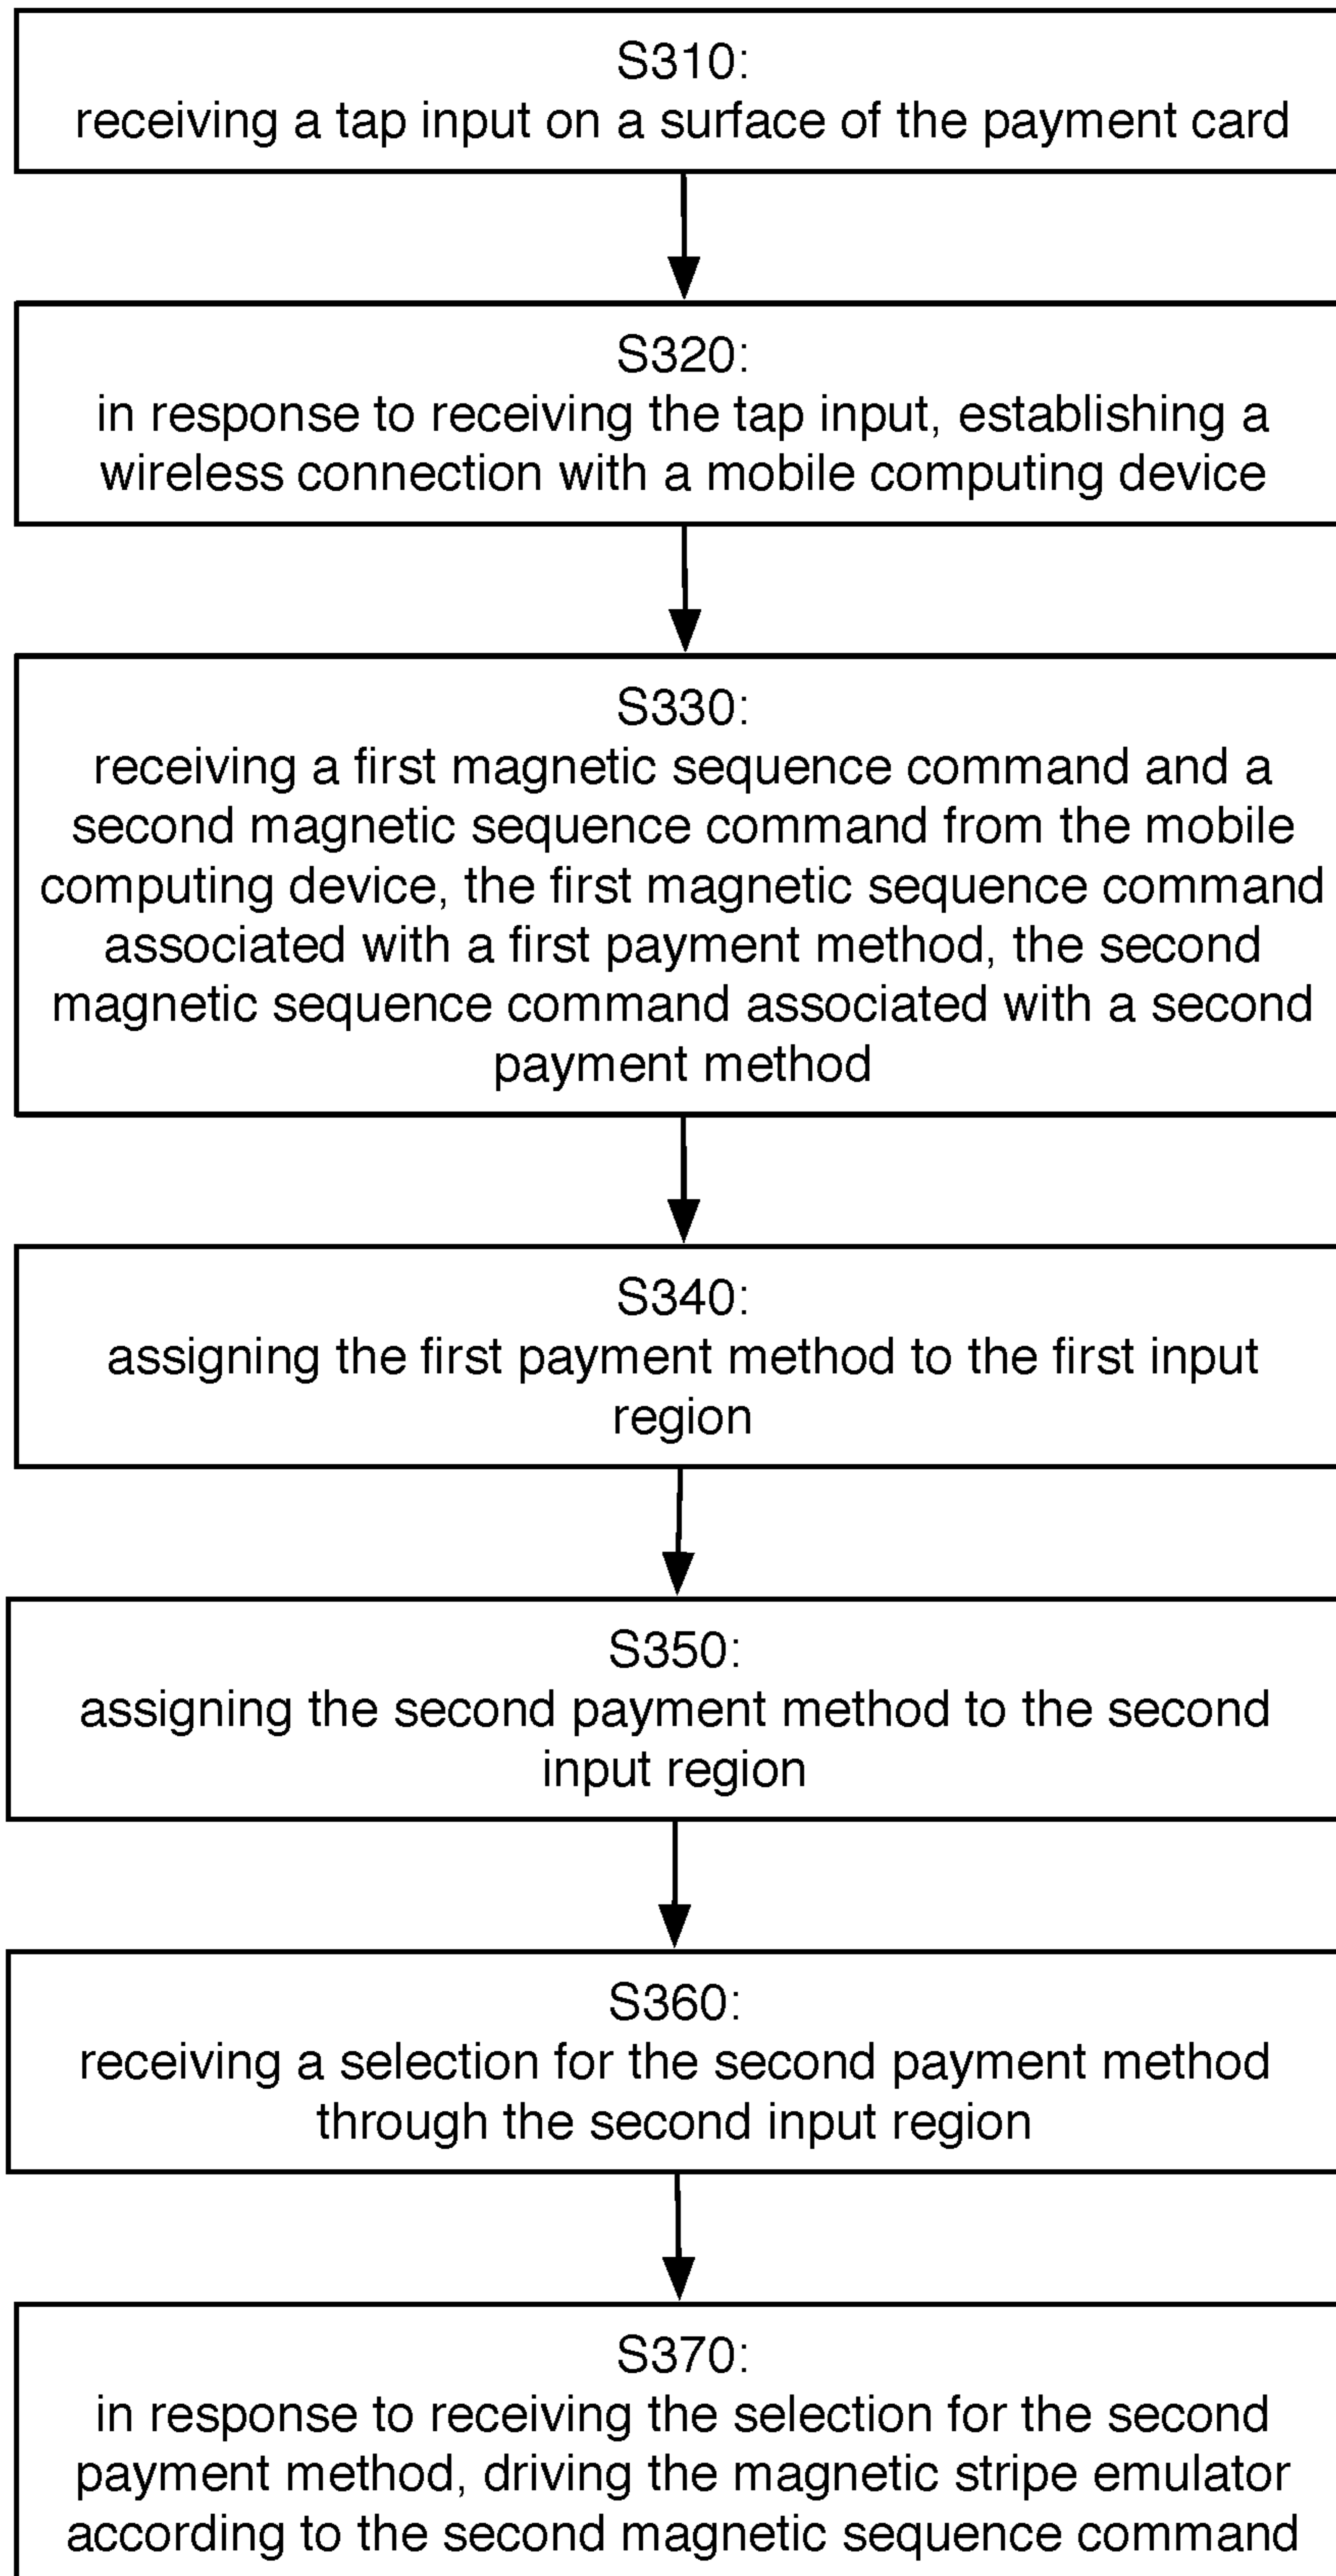 S310:
receiving a tap input on a surface of the payment card
S320:
in response to receiving the tap input, establishing a
wireless connection with a mobile computing device
S330:
receiving a first magnetic sequence command and a
second magnetic sequence command from the mobile
computing device, the first magnetic sequence command
associated with a first payment method, the second
magnetic sequence command associated with a second
payment method
S340:
assigning the first payment method to the first input
region
S350:
assigning the second payment method to the second
input region
S360:
receiving a selection for the second payment method
through the second input region
S370:
in response to receiving the selection for the second
payment method, driving the magnetic stripe emulator
according to the second magnetic sequence command